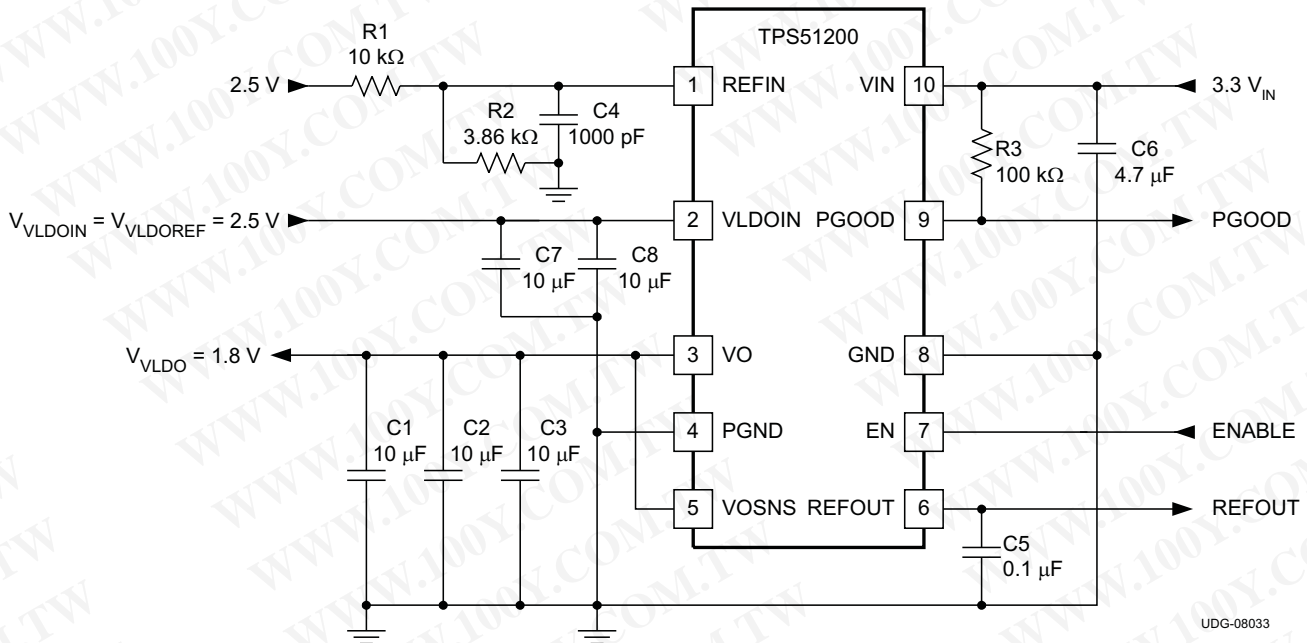 TPS51200
R1
10 kΩ
2.5 V
1 REFIN
VIN 10
3.3 V_IN
R2
3.86 kΩ
C4
1000 pF
R3
100 kΩ
C6
4.7 μF
V_VLDOIN = V_VLDOREF = 2.5 V
2 VLDOIN
PGOOD 9
PGOOD
C7
10 μF
C8
10 μF
V_VLDO = 1.8 V
3 VO
GND 8
C1
10 μF
C2
10 μF
C3
10 μF
4 PGND
EN 7
ENABLE
5 VOSNS
REFOUT 6
REFOUT
C5
0.1 μF
UDG-08033
WWW.100Y.COM.TW